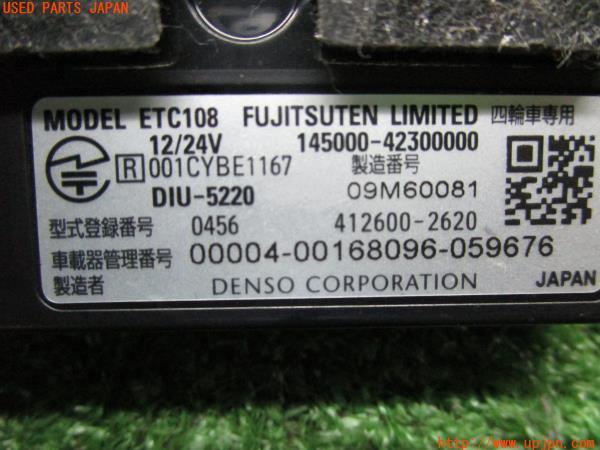 USED PARTS JAPAN
MODEL ETC108 FUJITSUTEN LIMITED 四輪車専用
12/24V 145000-42300000
R 001CYBE1167 製造番号
DIU-5220 09M60081
型式登録番号 0456 412600-2620
車載器管理番号 00004-00168096-059676
製造者 DENSO CORPORATION JAPAN
http://www.upjpn.com